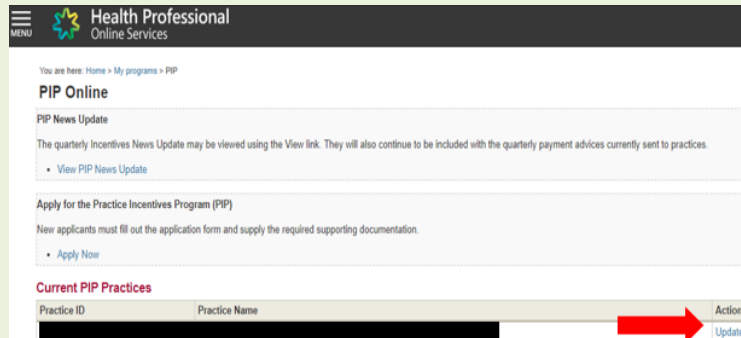 MENU
Health Professional
Online Services
You are here: Home > My programs > PIP
PIP Online
PIP News Update
The quarterly Incentives News Update may be viewed using the View link. They will also continue to be included with the quarterly payment advices currently sent to practices.
• View PIP News Update
Apply for the Practice Incentives Program (PIP)
New applicants must fill out the application form and supply the required supporting documentation.
• Apply Now
Current PIP Practices
Practice ID Practice Name Action
Update